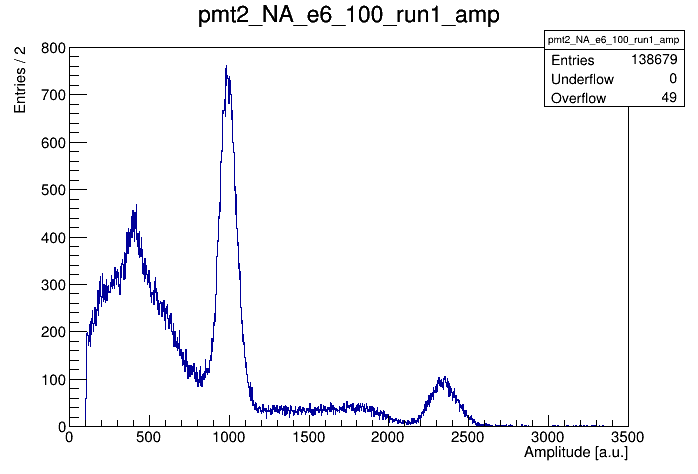 pmt2_NA_e6_100_run1_amp
pmt2_NA_e6_100_run1_amp
Entries 138679
Underflow 0
Overflow 49
Entries / 2
800
700
600
500
400
300
200
100
0
0 500 1000 1500 2000 2500 3000 3500
Amplitude [a.u.]